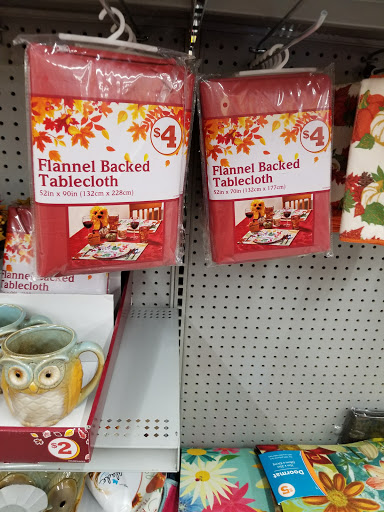 $4
Flannel Backed
Tablecloth
52in x 90in (132cm x 228cm)
$4
Flannel Backed
Tablecloth
52in x 70in (132cm x 177cm)
Flannel Backed
Tablecloth
$2
Doormat
$5